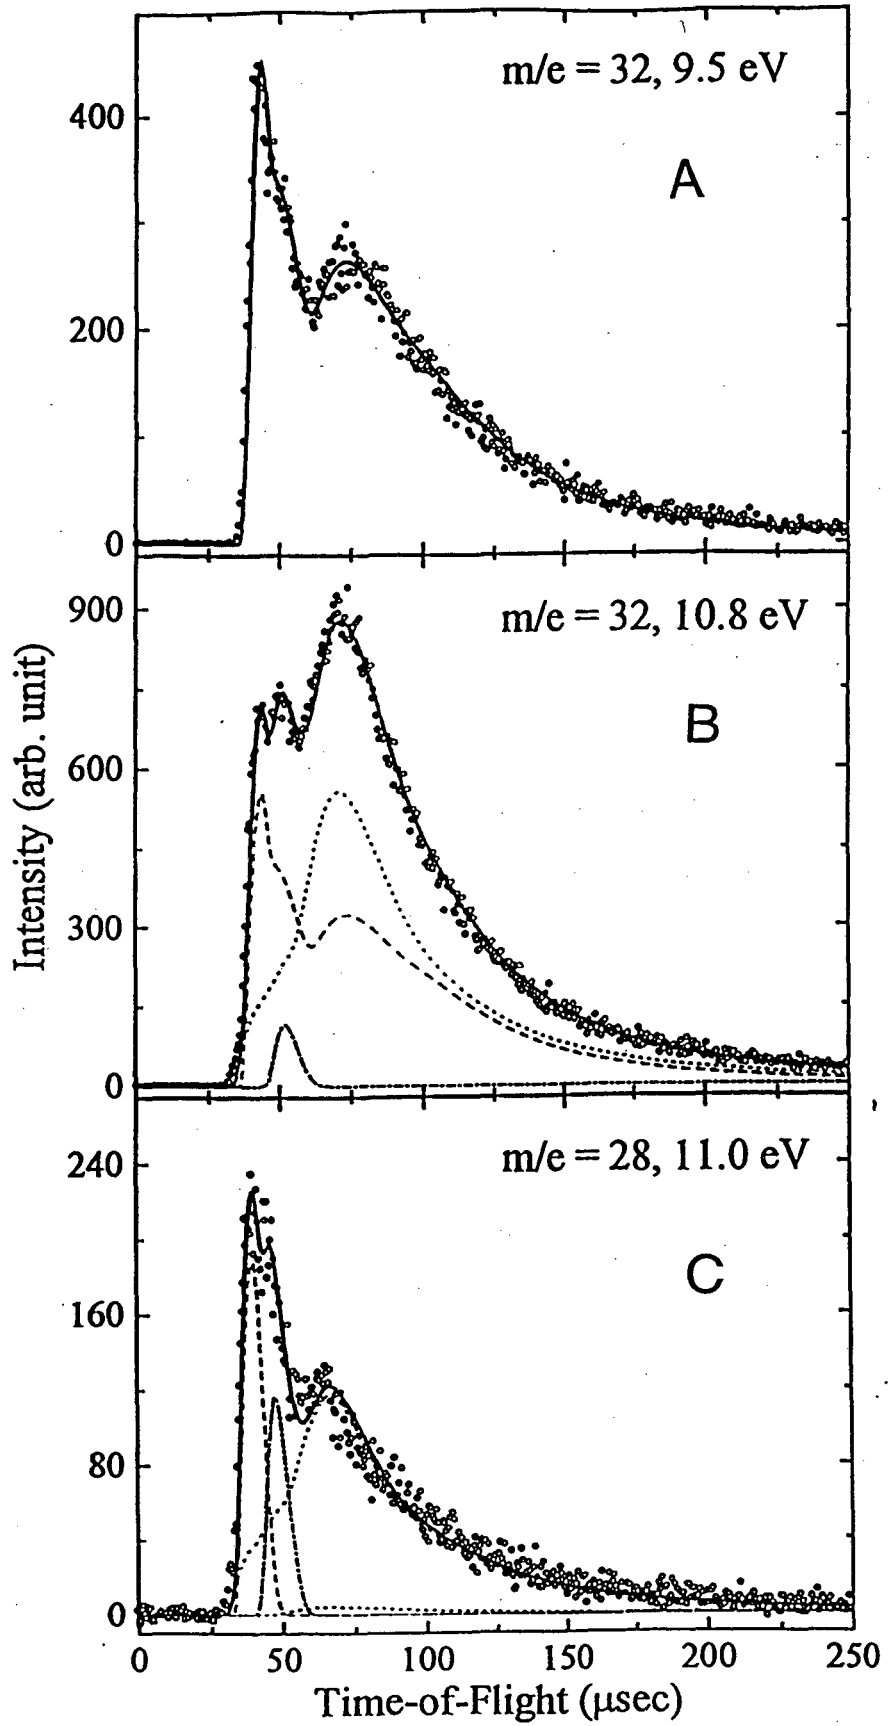 m/e = 32, 9.5 eV
A
400
200
0
m/e = 32, 10.8 eV
B
900
600
300
0
Intensity (arb. unit)
m/e = 28, 11.0 eV
C
240
160
80
0
0 50 100 150 200 250
Time-of-Flight (μsec)